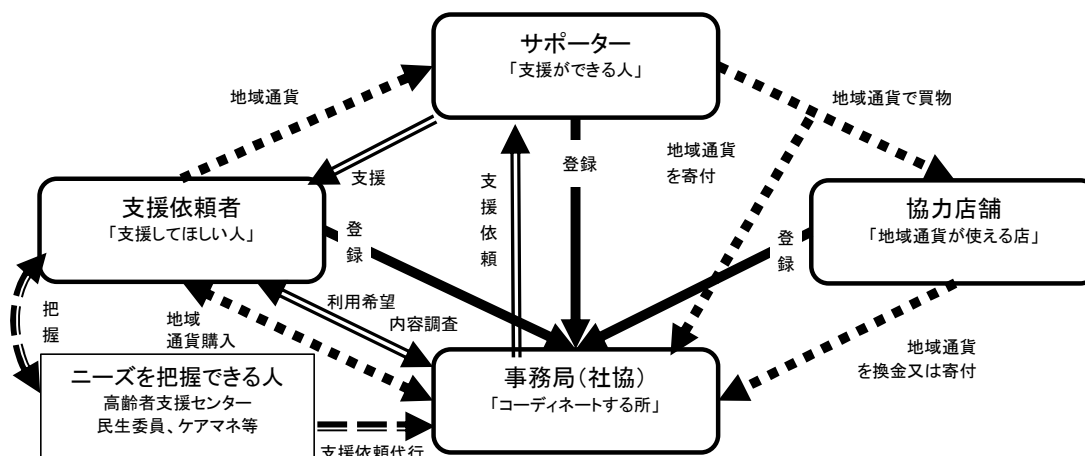 サポーター
「支援ができる人」
地域通貨
地域通貨で買物
支援
支援依頼
登録
地域通貨
を寄付
支援依頼者
「支援してほしい人」
協力店舗
「地域通貨が使える店」
登録
登録
把握
利用希望
内容調査
地域
通貨購入
地域通貨
を換金又は寄付
ニーズを把握できる人
高齢者支援センター
民生委員、ケアマネ等
事務局（社協）
「コーディネートする所」
支援依頼代行